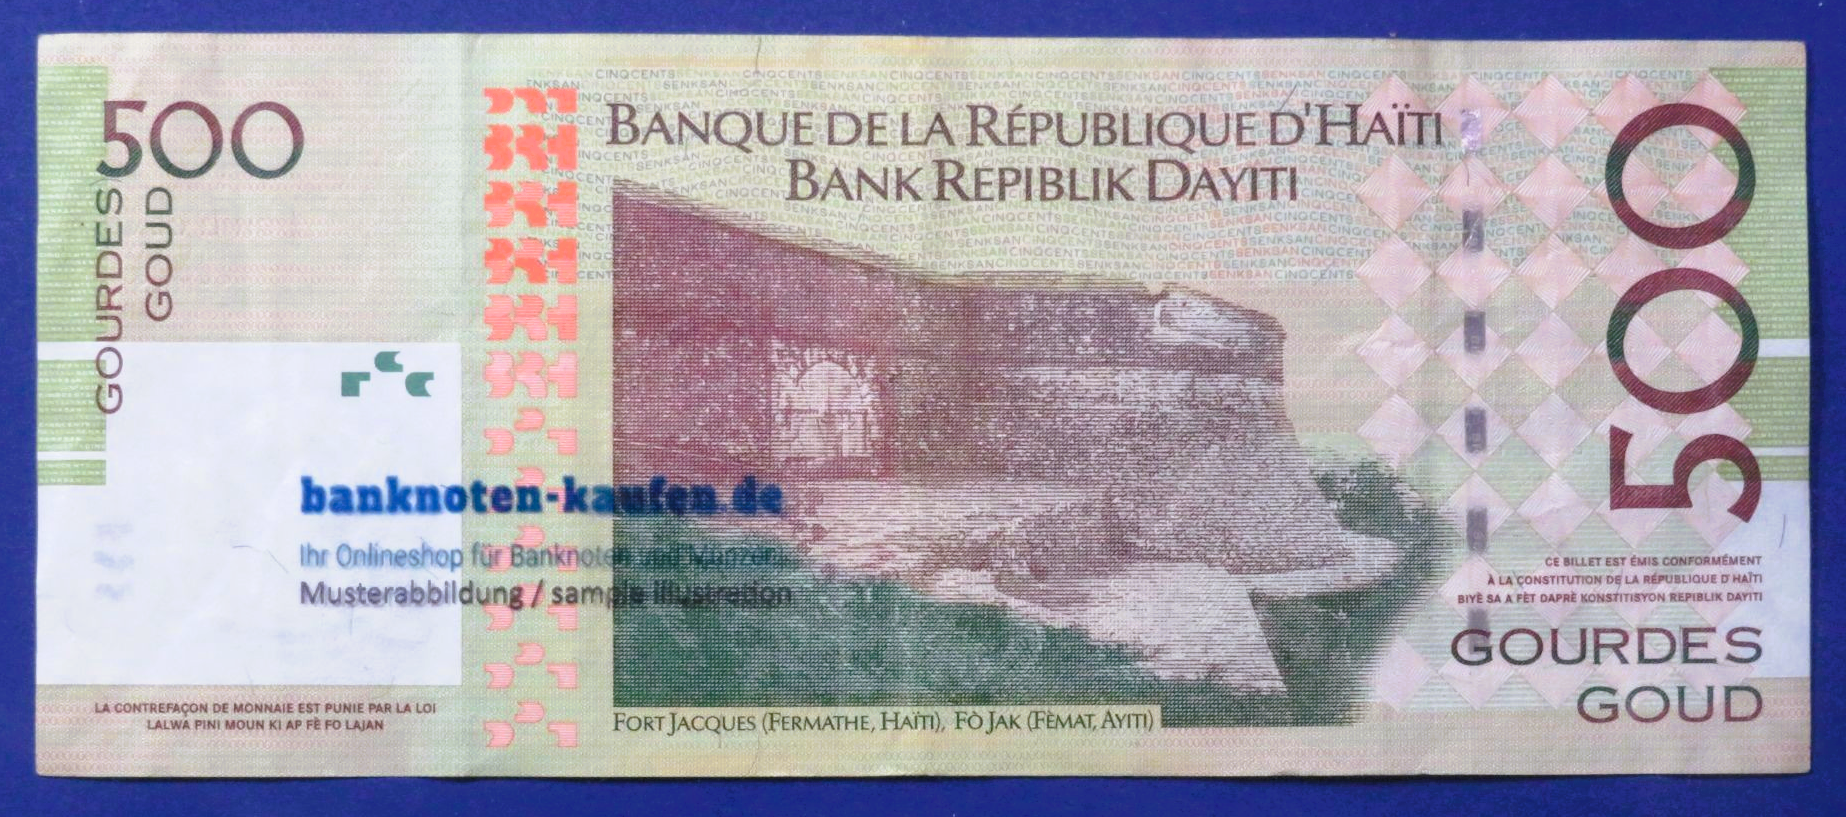 500
GOURDES
GOUD
BANQUE DE LA RÉPUBLIQUE D'HAÏTI
BANK REPIBLIK DAYITI
500
banknoten-kaufen.de
Ihr Onlineshop für Banknoten und Münzen
Musterabbildung / sample illustration
CE BILLET EST ÉMIS CONFORMÉMENT
À LA CONSTITUTION DE LA RÉPUBLIQUE D'HAÏTI
BIYÈ SA A FÈT DAPRÈ KONSTITISYON REPIBLIK DAYITI
GOURDES
GOUD
LA CONTREFAÇON DE MONNAIE EST PUNIE PAR LA LOI
LALWA PINI MOUN KI AP FÈ FO LAJAN
FORT JACQUES (FERMATHE, HAÏTI), FÒ JAK (FÈMAT, AYITI)